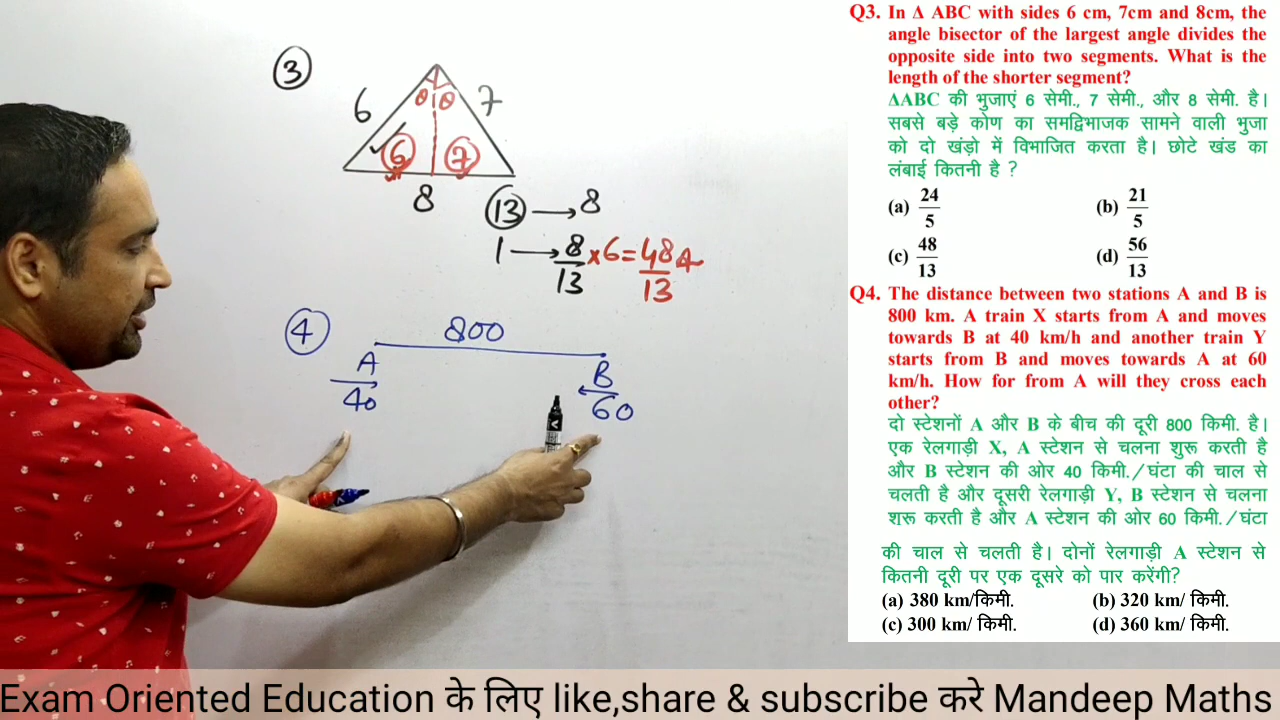 3
6
7
θ θ
6 7
8
13 → 8
1 → 8/13 × 6 = 48/13
4
800
A
B
40
60
Q3. In Δ ABC with sides 6 cm, 7cm and 8cm, the
angle bisector of the largest angle divides the
opposite side into two segments. What is the
length of the shorter segment?
ΔABC की भुजाएं 6 सेमी., 7 सेमी., और 8 सेमी. है।
सबसे बड़े कोण का समद्विभाजक सामने वाली भुजा
को दो खंड़ो में विभाजित करता है। छोटे खंड का
लंबाई कितनी है ?
(a) 24/5 (b) 21/5
(c) 48/13 (d) 56/13
Q4. The distance between two stations A and B is
800 km. A train X starts from A and moves
towards B at 40 km/h and another train Y
starts from B and moves towards A at 60
km/h. How for from A will they cross each
other?
दो स्टेशनों A और B के बीच की दूरी 800 किमी. है।
एक रेलगाड़ी X, A स्टेशन से चलना शुरू करती है
और B स्टेशन की ओर 40 किमी./घंटा की चाल से
चलती है और दूसरी रेलगाड़ी Y, B स्टेशन से चलना
शरू करती है और A स्टेशन की ओर 60 किमी./घंटा
की चाल से चलती है। दोनों रेलगाड़ी A स्टेशन से
कितनी दूरी पर एक दूसरे को पार करेंगी?
(a) 380 km/किमी. (b) 320 km/ किमी.
(c) 300 km/ किमी. (d) 360 km/ किमी.
Exam Oriented Education के लिए like,share & subscribe करे Mandeep Maths